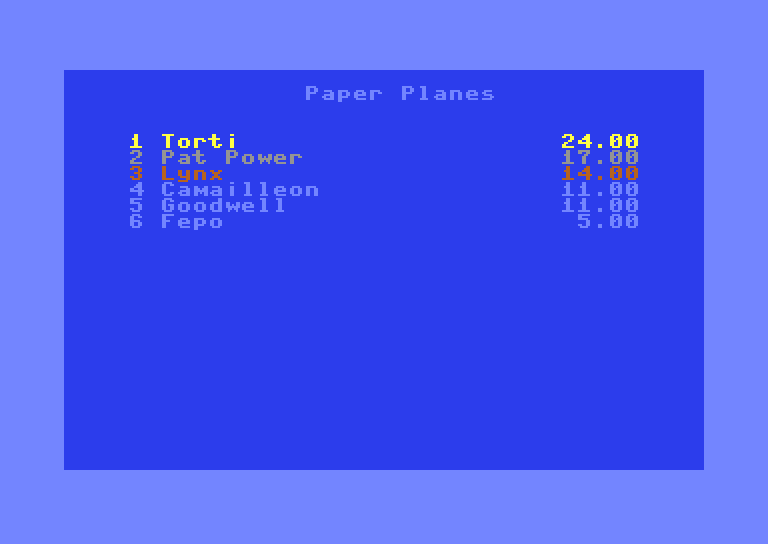 Paper Planes
1 Torti 24.00
2 Pat Power 17.00
3 Lynx 14.00
4 Camailleon 11.00
5 Goodwell 11.00
6 Fepo 5.00